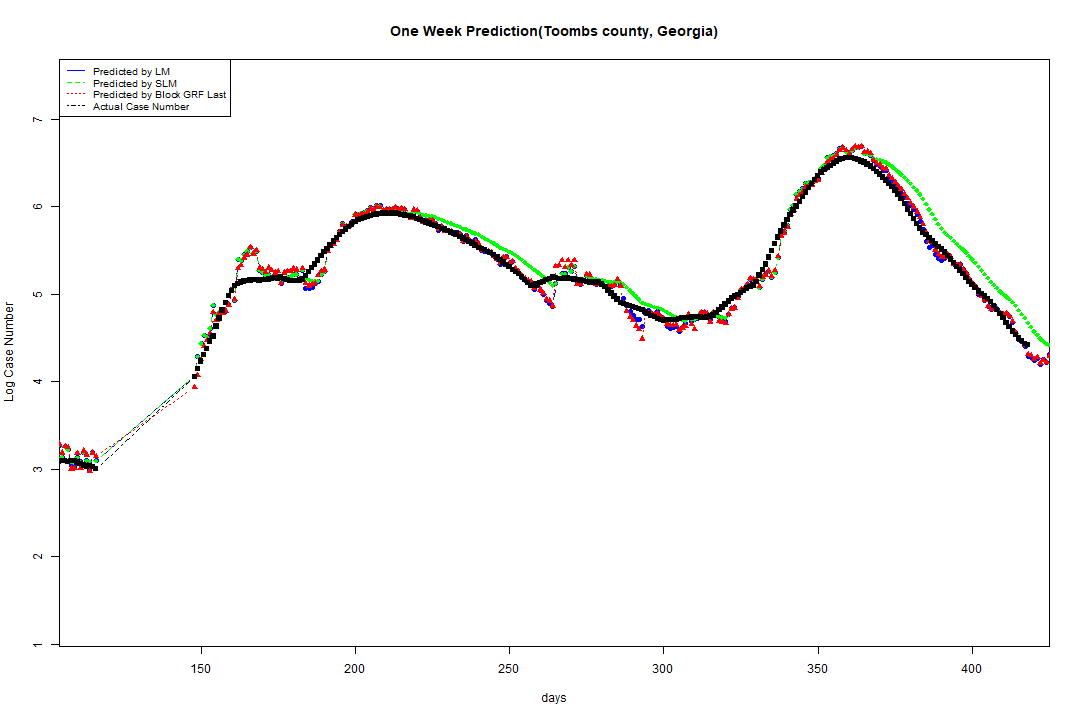 One Week Prediction(Toombs county, Georgia)
Predicted by LM
Predicted by SLM
Predicted by Block GRF Last
Actual Case Number
7
6
5
4
3
2
1
Log Case Number
150 200 250 300 350 400
days